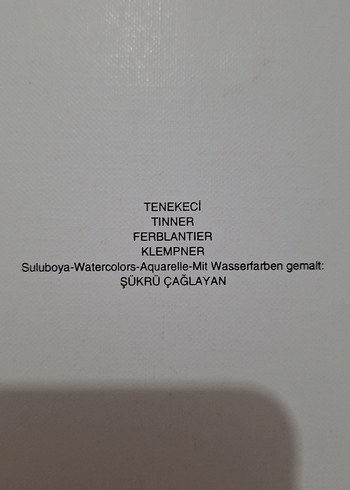 TENEKECİ
TINNER
FERBLANTIER
KLEMPNER
Suluboya-Watercolors-Aquarelle-Mit Wasserfarben gemalt:
ŞÜKRÜ ÇAĞLAYAN